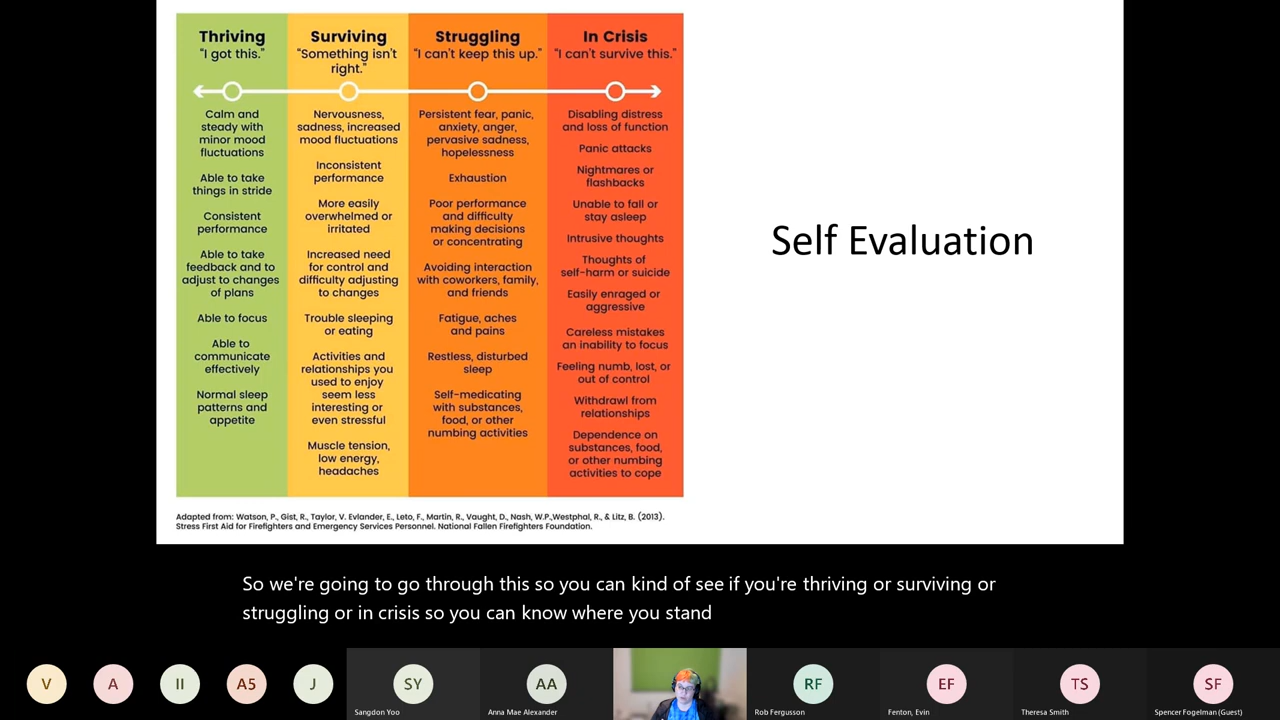 Thriving
"I got this."
Calm and
steady with
minor mood
fluctuations
Able to take
things in stride
Consistent
performance
Able to take
feedback and to
adjust to changes
of plans
Able to focus
Able to
communicate
effectively
Normal sleep
patterns and
appetite
Surviving
"Something isn't
right."
Nervousness,
sadness, increased
mood fluctuations
Inconsistent
performance
More easily
overwhelmed or
irritated
Increased need
for control and
difficulty adjusting
to changes
Trouble sleeping
or eating
Activities and
relationships you
used to enjoy
seem less
interesting or
even stressful
Muscle tension,
low energy,
headaches
Struggling
"I can't keep this up."
Persistent fear, panic,
anxiety, anger,
pervasive sadness,
hopelessness
Exhaustion
Poor performance
and difficulty
making decisions
or concentrating
Avoiding interaction
with coworkers, family,
and friends
Fatigue, aches
and pains
Restless, disturbed
sleep
Self-medicating
with substances,
food, or other
numbing activities
In Crisis
"I can't survive this."
Disabling distress
and loss of function
Panic attacks
Nightmares or
flashbacks
Unable to fall or
stay asleep
Intrusive thoughts
Thoughts of
self-harm or suicide
Easily enraged or
aggressive
Careless mistakes
an inability to focus
Feeling numb, lost, or
out of control
Withdrawl from
relationships
Dependence on
substances, food,
or other numbing
activities to cope
Self Evaluation
Adapted from: Watson, P., Gist, R., Taylor, V. Evlander, E., Leto, F., Martin, R., Vaught, D., Nash, W.P.,Westphal, R., & Litz, B. (2013).
Stress First Aid for Firefighters and Emergency Services Personnel. National Fallen Firefighters Foundation.
So we're going to go through this so you can kind of see if you're thriving or surviving or
struggling or in crisis so you can know where you stand
V
A
II
A5
J
SY
Sangdon Yoo
AA
Anna Mae Alexander
RF
Rob Fergusson
EF
Fenton, Evin
TS
Theresa Smith
SF
Spencer Fogelman (Guest)